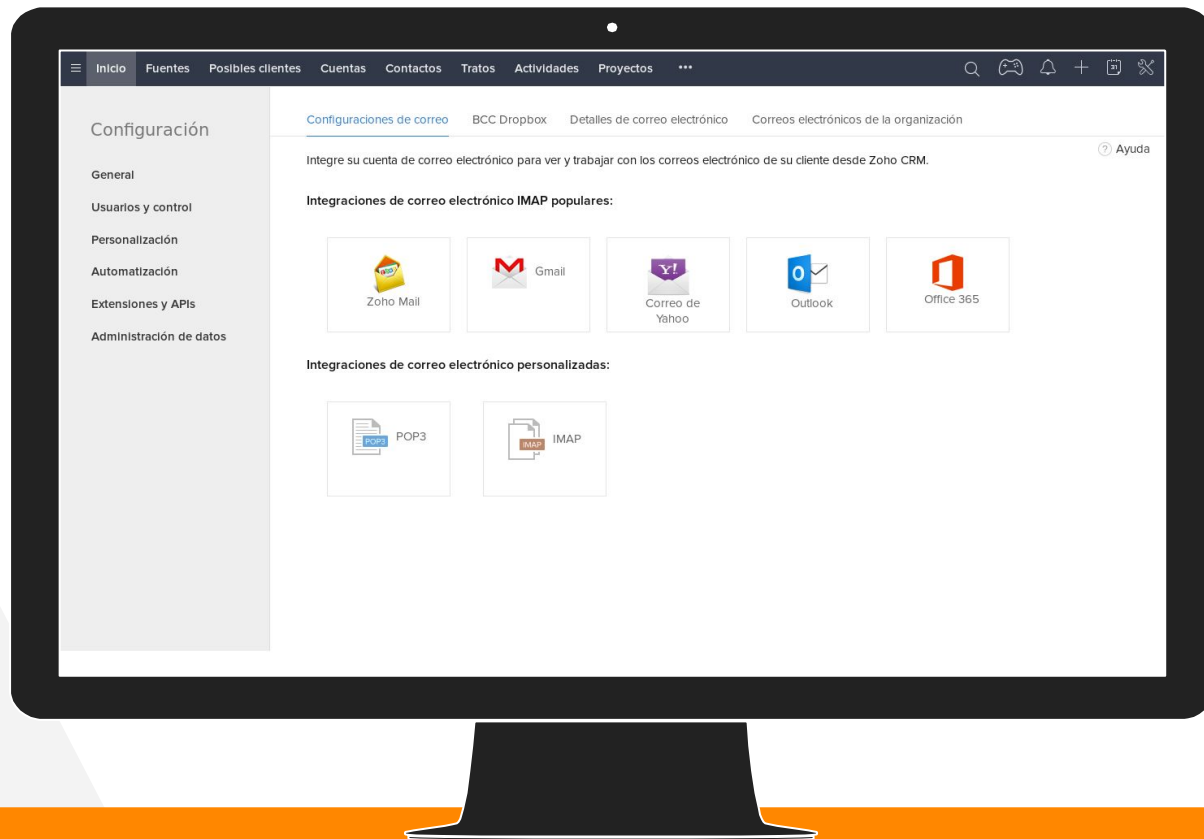 Inicio Fuentes Posibles clientes Cuentas Contactos Tratos Actividades Proyectos •••
31
Configuración
General
Usuarios y control
Personalización
Automatización
Extensiones y APIs
Administración de datos
Configuraciones de correo BCC Dropbox Detalles de correo electrónico Correos electrónicos de la organización
? Ayuda
Integre su cuenta de correo electrónico para ver y trabajar con los correos electrónico de su cliente desde Zoho CRM.
Integraciones de correo electrónico IMAP populares:
Zoho Mail
Gmail
Y!
Correo de
Yahoo
Outlook
Office 365
Integraciones de correo electrónico personalizadas:
POP3
POP3
IMAP
IMAP